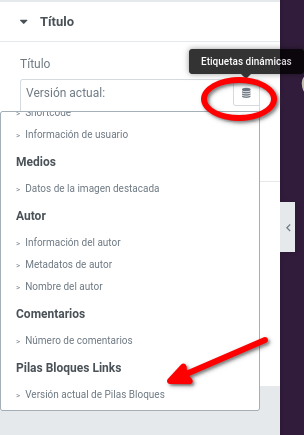 Título
Etiquetas dinámicas
Título
Versión actual:
Shortcode
> Información de usuario
Medios
> Datos de la imagen destacada
Autor
> Información del autor
> Metadatos de autor
> Nombre del autor
Comentarios
> Número de comentarios
Pilas Bloques Links
> Versión actual de Pilas Bloques